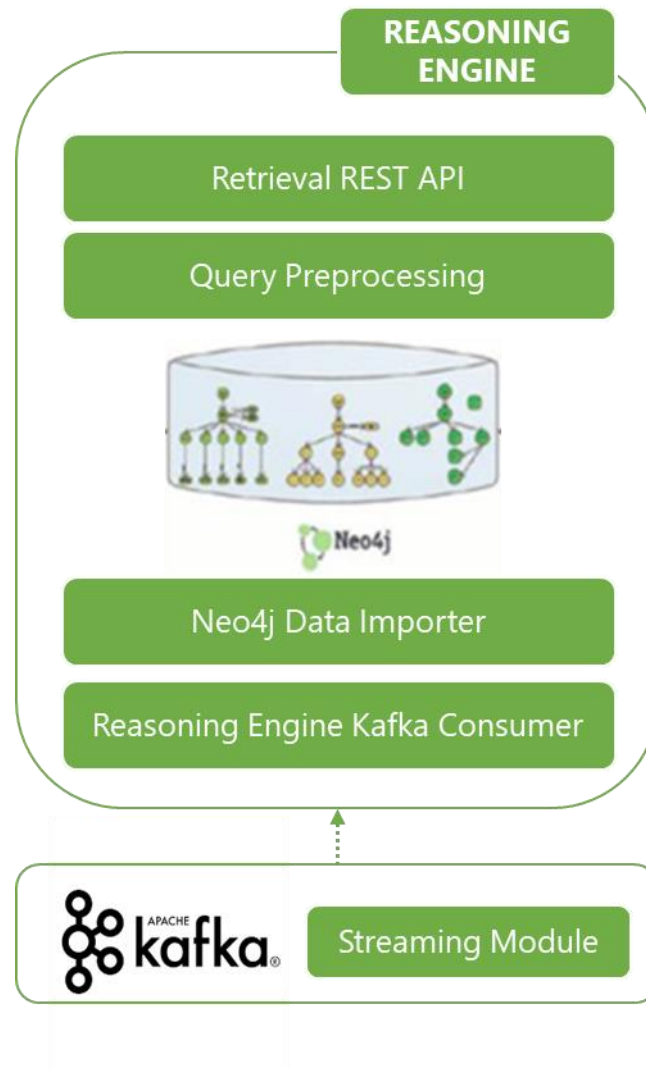 REASONING
ENGINE
Retrieval REST API
Query Preprocessing
Neo4j
Neo4j Data Importer
Reasoning Engine Kafka Consumer
APACHE
kafka®
Streaming Module